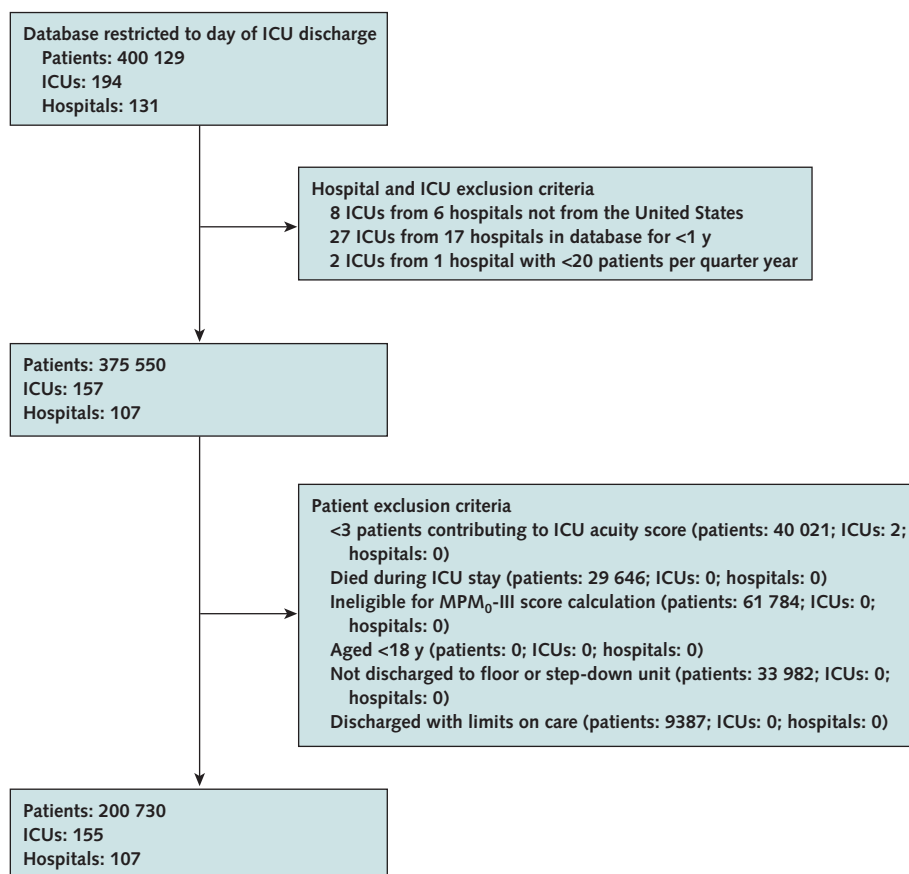 Database restricted to day of ICU discharge
Patients: 400 129
ICUs: 194
Hospitals: 131
Hospital and ICU exclusion criteria
8 ICUs from 6 hospitals not from the United States
27 ICUs from 17 hospitals in database for <1 y
2 ICUs from 1 hospital with <20 patients per quarter year
Patients: 375 550
ICUs: 157
Hospitals: 107
Patient exclusion criteria
<3 patients contributing to ICU acuity score (patients: 40 021; ICUs: 2;
hospitals: 0)
Died during ICU stay (patients: 29 646; ICUs: 0; hospitals: 0)
Ineligible for MPM₀-III score calculation (patients: 61 784; ICUs: 0;
hospitals: 0)
Aged <18 y (patients: 0; ICUs: 0; hospitals: 0)
Not discharged to floor or step-down unit (patients: 33 982; ICUs: 0;
hospitals: 0)
Discharged with limits on care (patients: 9387; ICUs: 0; hospitals: 0)
Patients: 200 730
ICUs: 155
Hospitals: 107